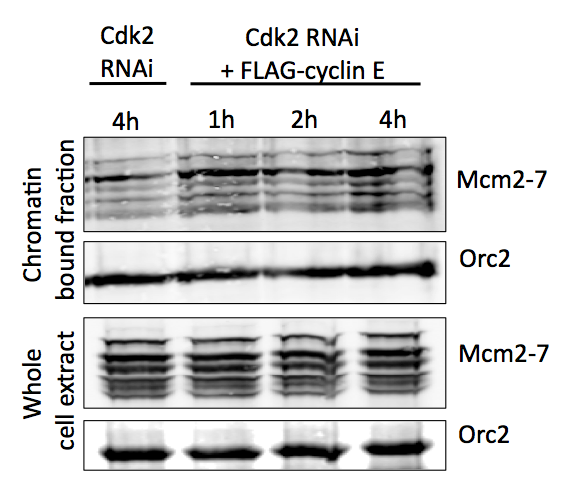 Cdk2
RNAi
Cdk2 RNAi
+ FLAG-cyclin E
4h
1h
2h
4h
Chromatin
bound fraction
Mcm2-7
Orc2
Whole
cell extract
Mcm2-7
Orc2